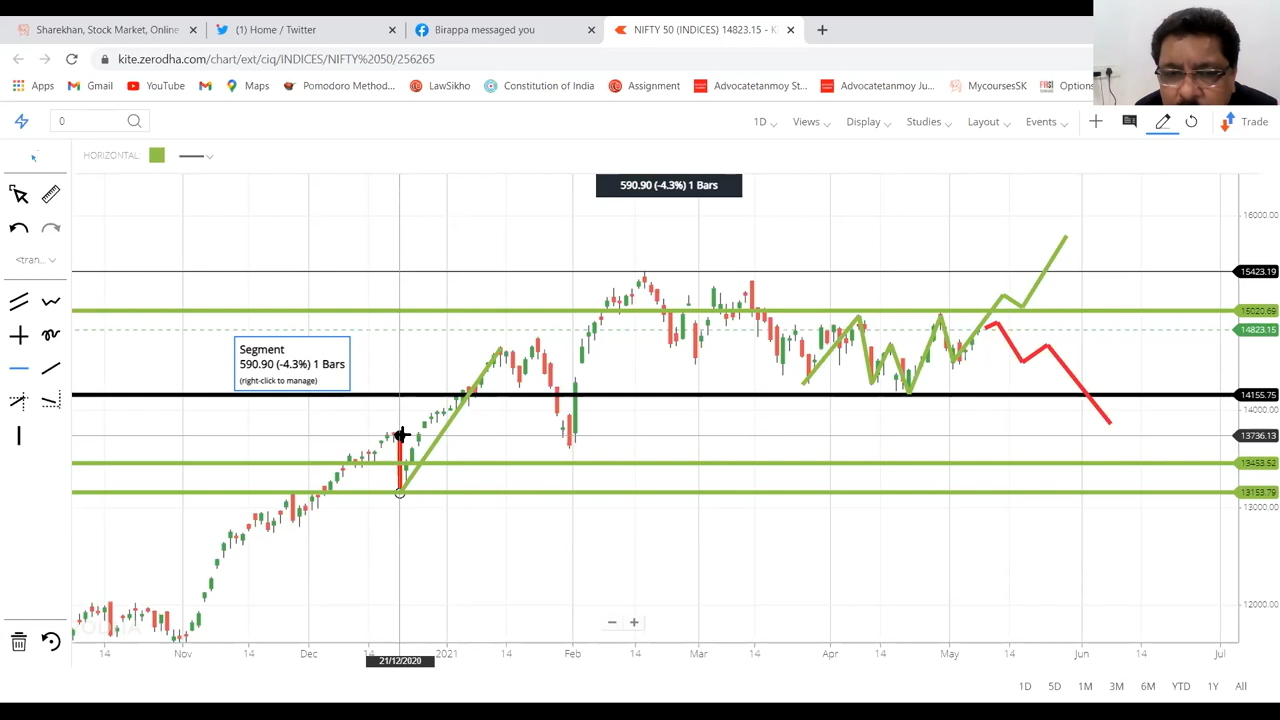 Sharekhan, Stock Market, Online
(1) Home / Twitter
Birappa messaged you
NIFTY 50 (INDICES) 14823.15 - K
kite.zerodha.com/chart/ext/ciq/INDICES/NIFTY%2050/256265
Apps Gmail YouTube Maps Pomodoro Method... LawSikho Constitution of India Assignment Advocatetanmoy St... Advocatetanmoy Ju... MycoursesSK Options
0
1D Views Display Studies Layout Events Trade
HORIZONTAL:
590.90 (-4.3%) 1 Bars
<tran...
16000.00
15423.19
15020.69
14823.15
Segment
590.90 (-4.3%) 1 Bars
(right-click to manage)
14155.75
14000.00
13736.13
13453.52
13153.79
13000.00
12000.00
14 Nov 14 Dec 14 2021 14 Feb 14 Mar 14 Apr 14 May 14 Jun 14 Jul
21/12/2020
1D 5D 1M 3M 6M YTD 1Y All